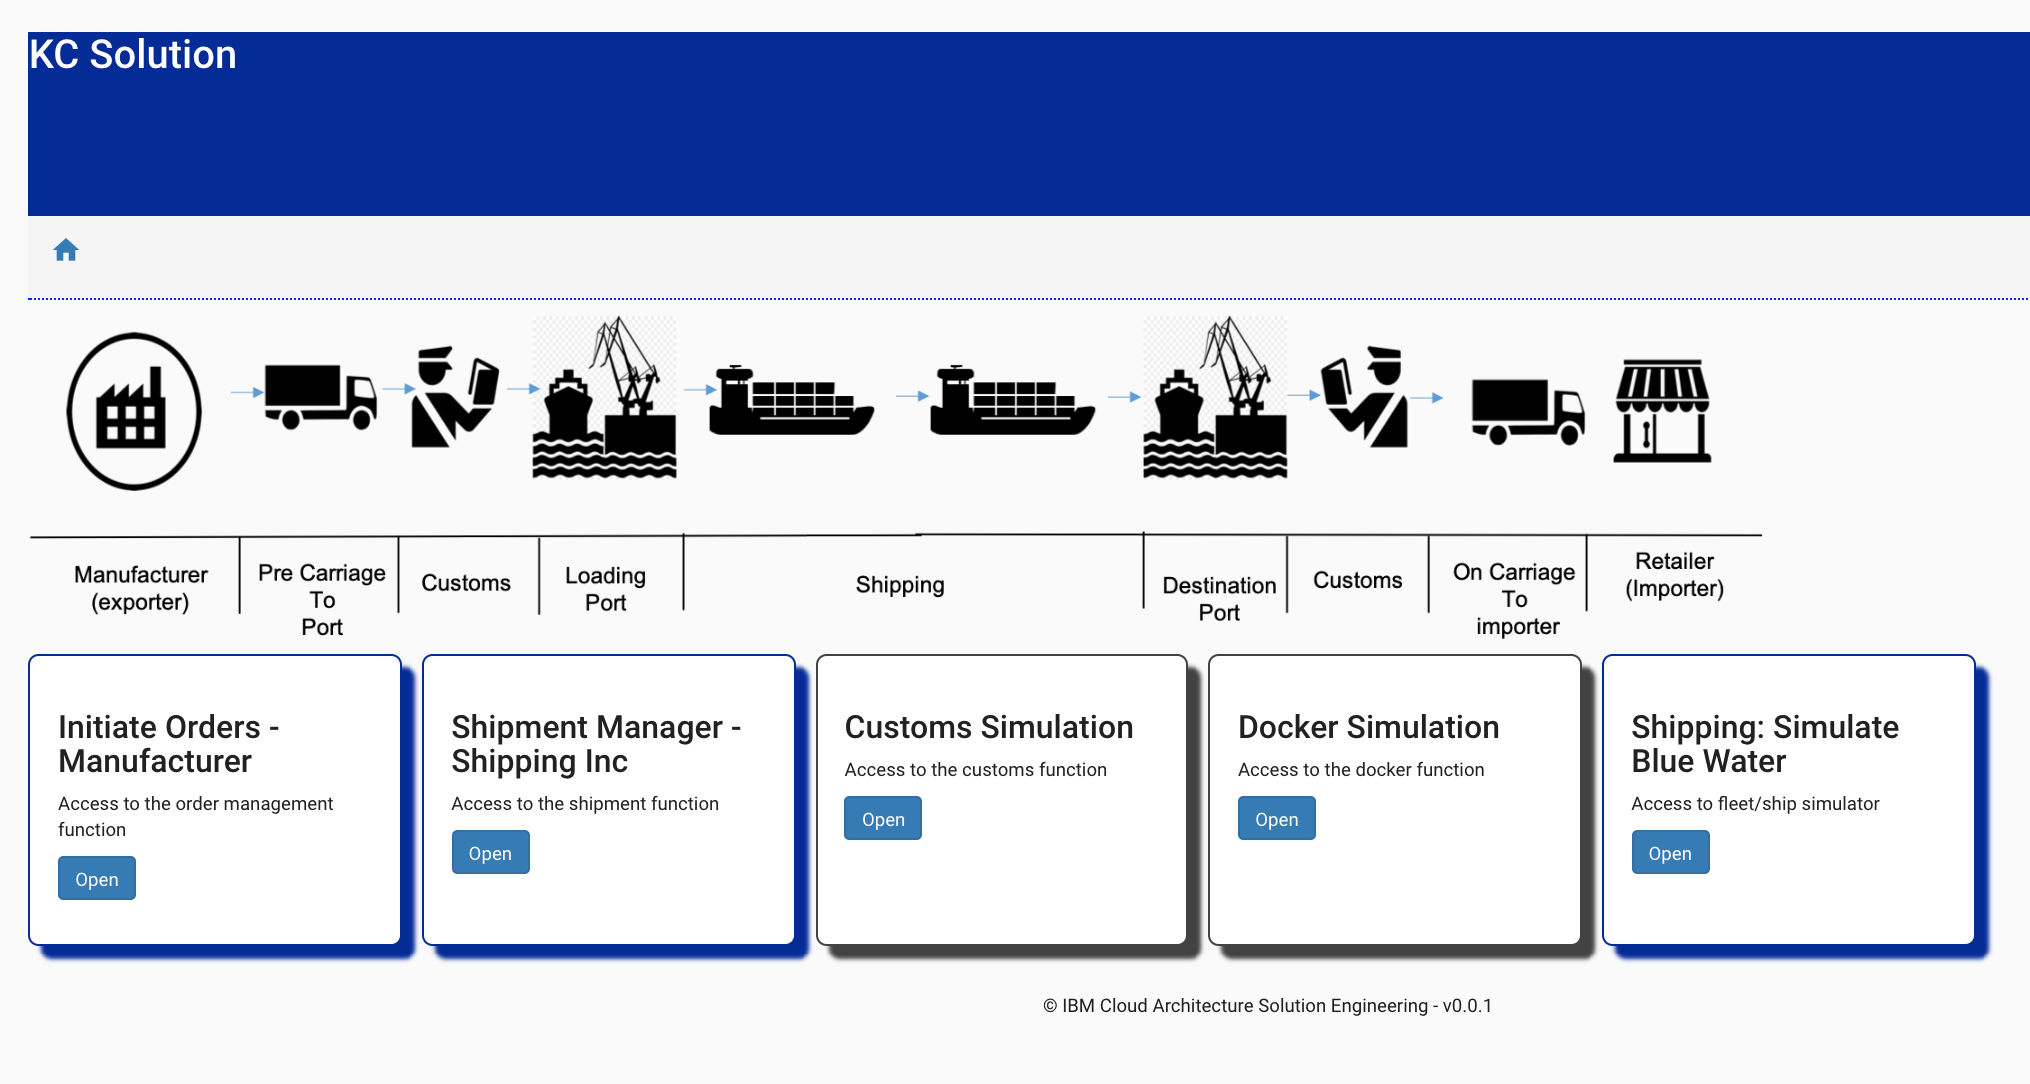 KC Solution
Manufacturer
(exporter)
Pre Carriage
To
Port
Customs
Loading
Port
Shipping
Destination
Port
Customs
On Carriage
To
importer
Retailer
(Importer)
Initiate Orders -
Manufacturer
Access to the order management
function
Open
Shipment Manager -
Shipping Inc
Access to the shipment function
Open
Customs Simulation
Access to the customs function
Open
Docker Simulation
Access to the docker function
Open
Shipping: Simulate
Blue Water
Access to fleet/ship simulator
Open
© IBM Cloud Architecture Solution Engineering - v0.0.1